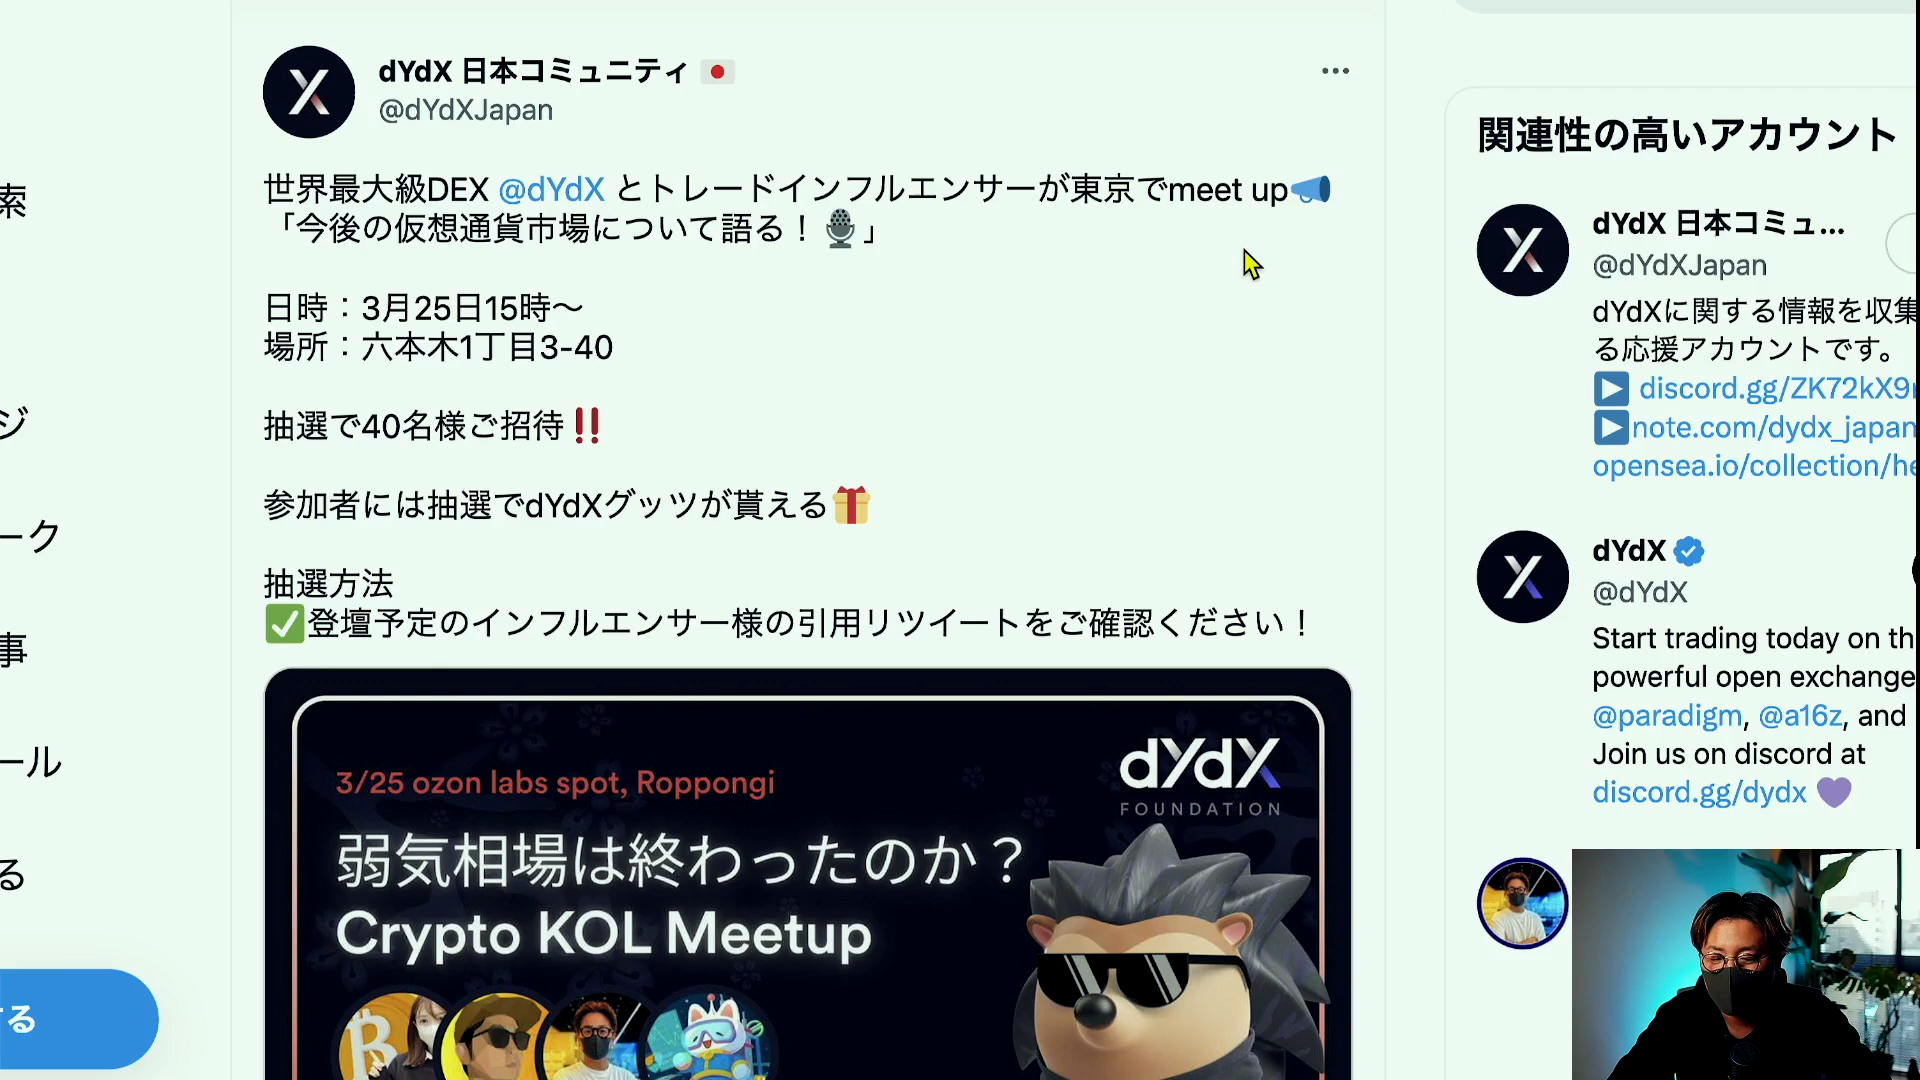 dYdX 日本コミュニティ
@dYdXJapan
世界最大級DEX @dYdX とトレードインフルエンサーが東京でmeet up
「今後の仮想通貨市場について語る！🎙」
日時：3月25日15時〜
場所：六本木1丁目3-40
抽選で40名様ご招待‼️
参加者には抽選でdYdXグッツが貰える🎁
抽選方法
✅登壇予定のインフルエンサー様の引用リツイートをご確認ください！
3/25 ozon labs spot, Roppongi
dYdX
FOUNDATION
弱気相場は終わったのか？
Crypto KOL Meetup
索
ジ
ーク
事
ール
る
する
関連性の高いアカウント
dYdX 日本コミュ...
@dYdXJapan
dYdXに関する情報を収集
る応援アカウントです。
discord.gg/ZK72kX9
note.com/dydx_japan
opensea.io/collection/he
dYdX
@dYdX
Start trading today on th
powerful open exchange
@paradigm, @a16z, and
Join us on discord at
discord.gg/dydx 💜